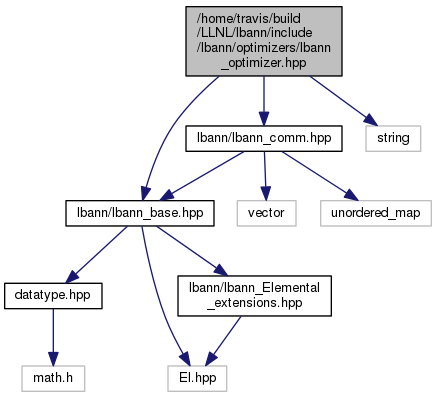 /home/travis/build
/LLNL/lbann/include
/lbann/optimizers/lbann
_optimizer.hpp
lbann/lbann_comm.hpp
string
lbann/lbann_base.hpp
vector
unordered_map
datatype.hpp
lbann/lbann_Elemental
_extensions.hpp
math.h
El.hpp